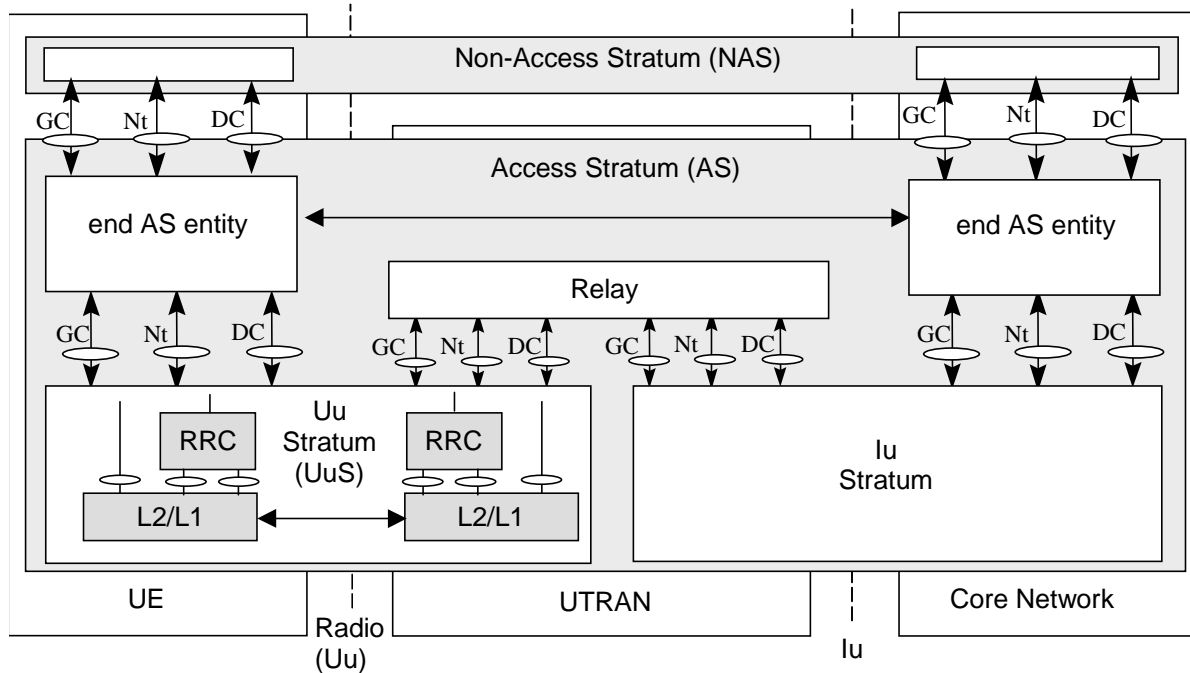 Non-Access Stratum (NAS)
GC Nt DC GC Nt DC
Access Stratum (AS)
end AS entity end AS entity
Relay
GC Nt DC GC Nt DC GC Nt DC GC Nt DC
Uu
Stratum
(UuS)
RRC RRC
L2/L1 L2/L1
Iu
Stratum
UE UTRAN Core Network
Radio
(Uu)
Iu